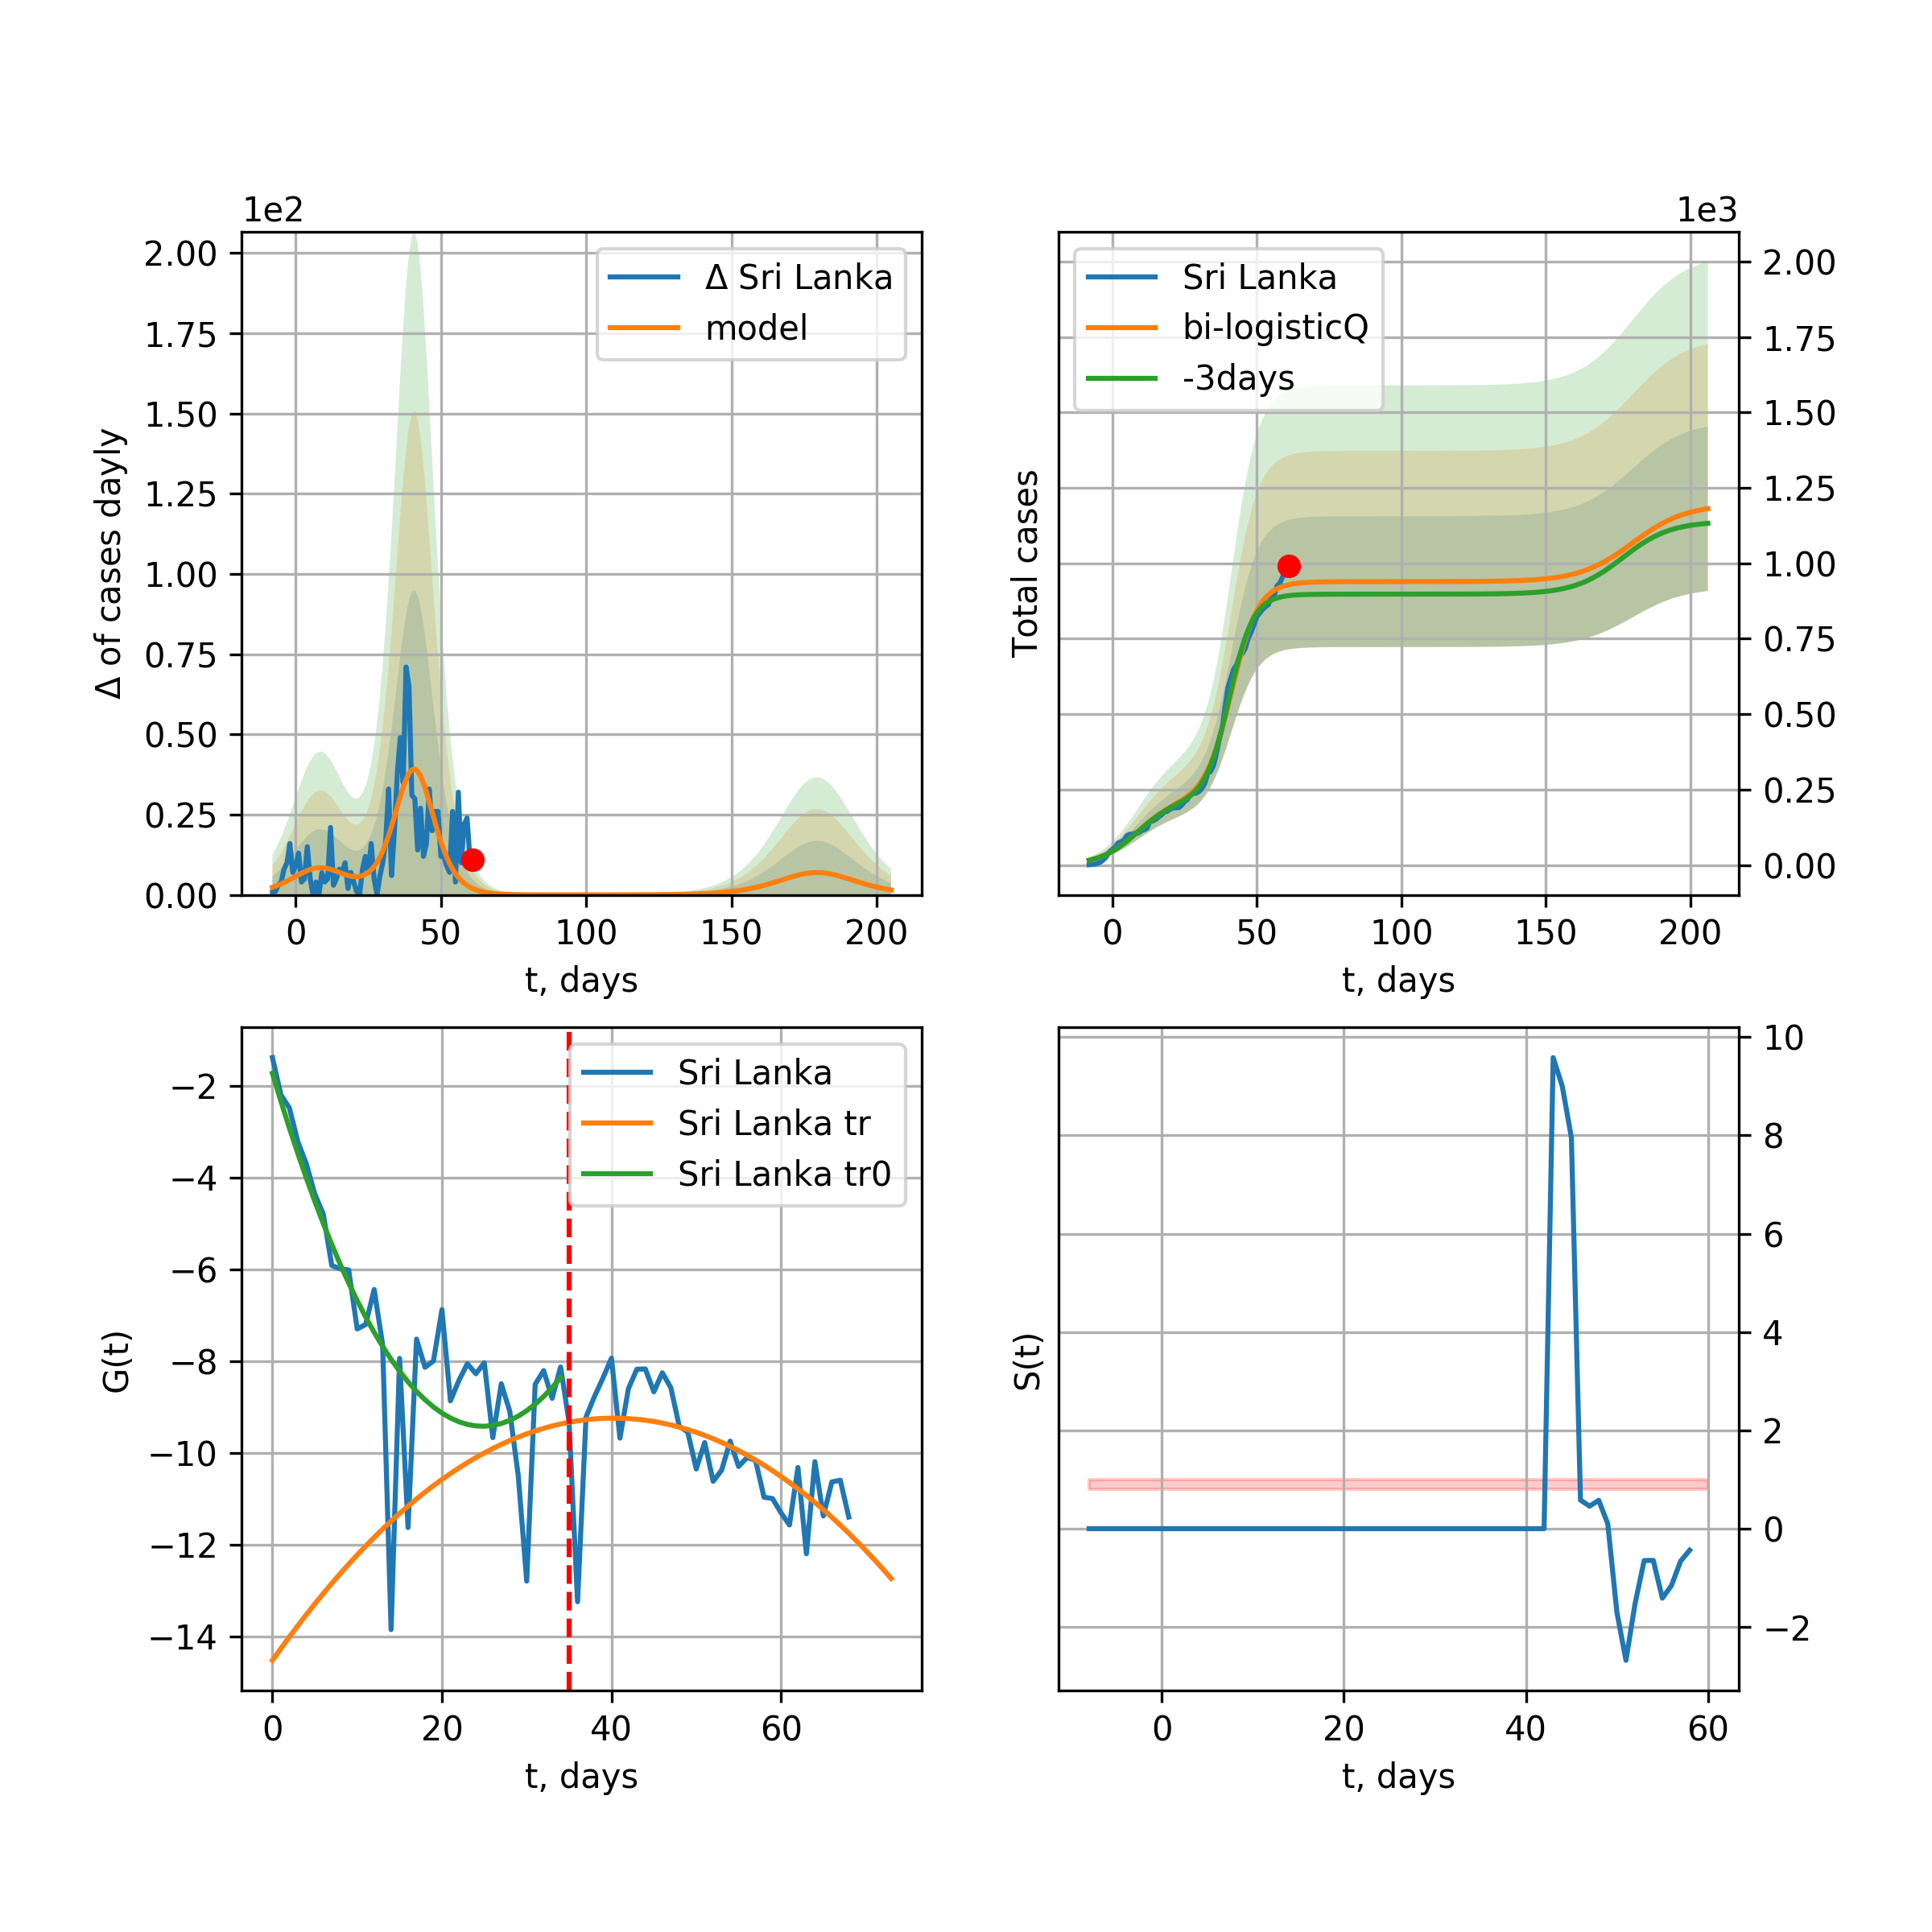 1e2
2.00
1.75
1.50
1.25
1.00
0.75
0.50
0.25
0.00
Δ of cases dayly
Δ Sri Lanka
model
0 50 100 150 200
t, days
1e3
2.00
1.75
1.50
1.25
1.00
0.75
0.50
0.25
0.00
Total cases
Sri Lanka
bi-logisticQ
-3days
0 50 100 150 200
t, days
−2
−4
−6
−8
−10
−12
−14
G(t)
Sri Lanka
Sri Lanka tr
Sri Lanka tr0
0 20 40 60
t, days
10
8
6
4
2
0
−2
S(t)
0 20 40 60
t, days